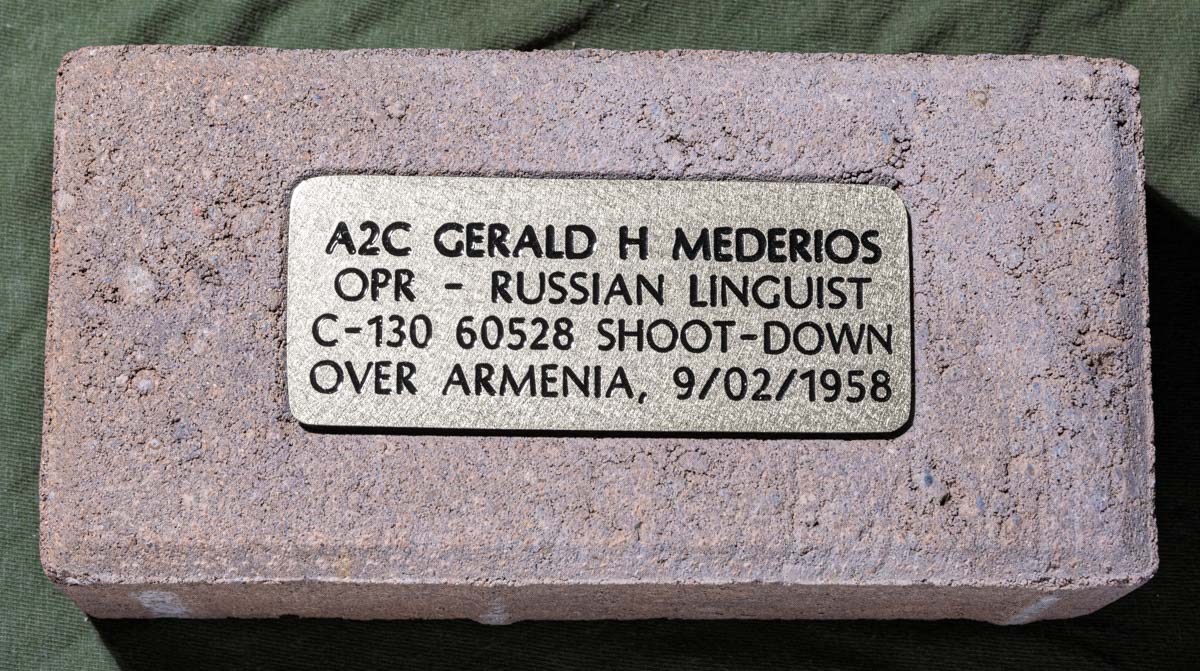 A2C GERALD H MEDERIOS
OPR - RUSSIAN LINGUIST
C-130 60528 SHOOT-DOWN
OVER ARMENIA, 9/02/1958